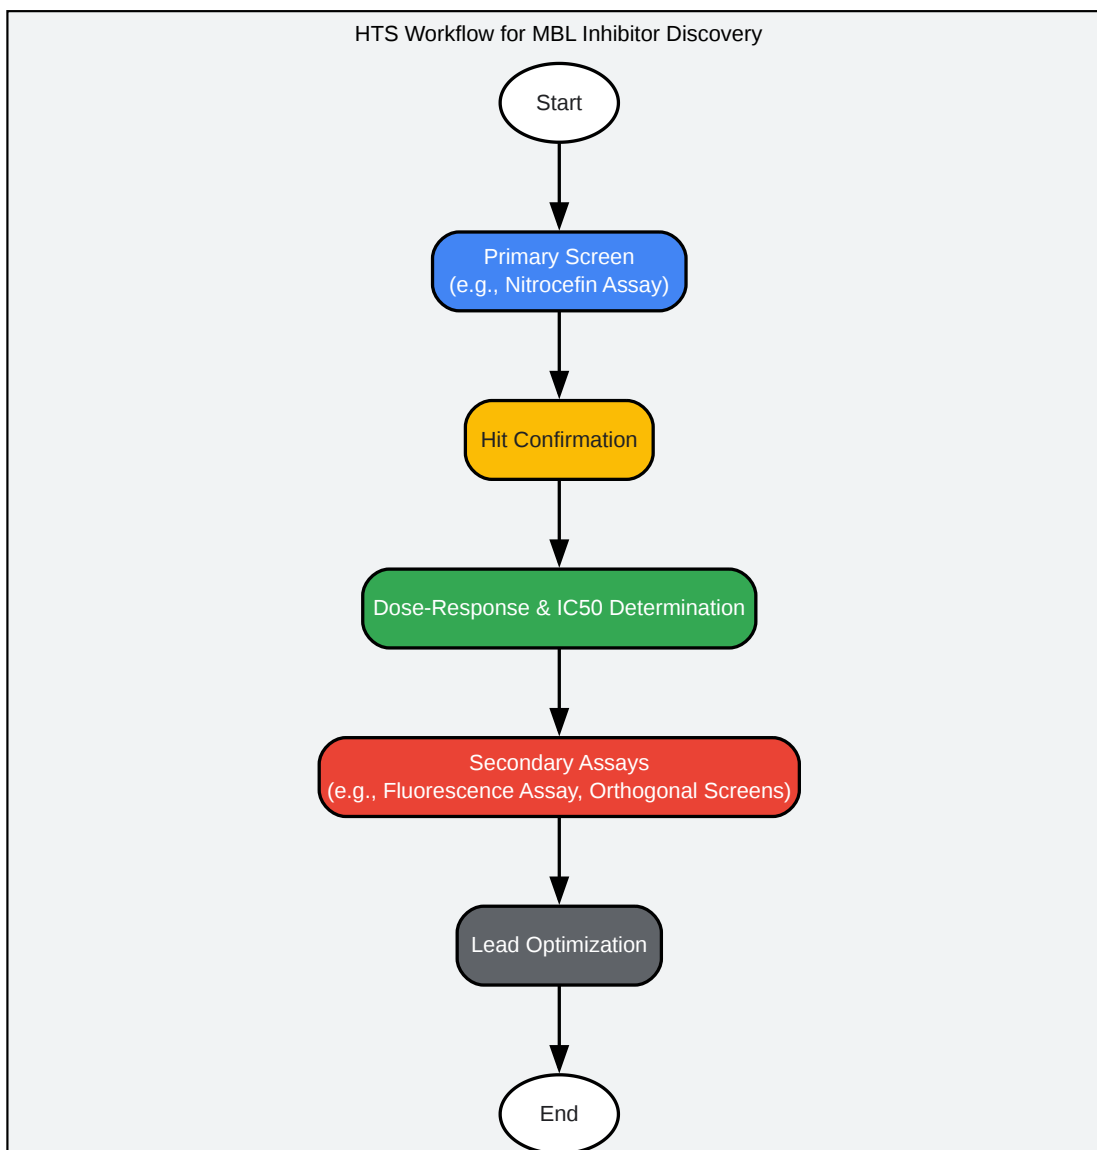 HTS Workflow for MBL Inhibitor Discovery
Start
Primary Screen
(e.g., Nitrocefin Assay)
Hit Confirmation
Dose-Response & IC50 Determination
Secondary Assays
(e.g., Fluorescence Assay, Orthogonal Screens)
Lead Optimization
End